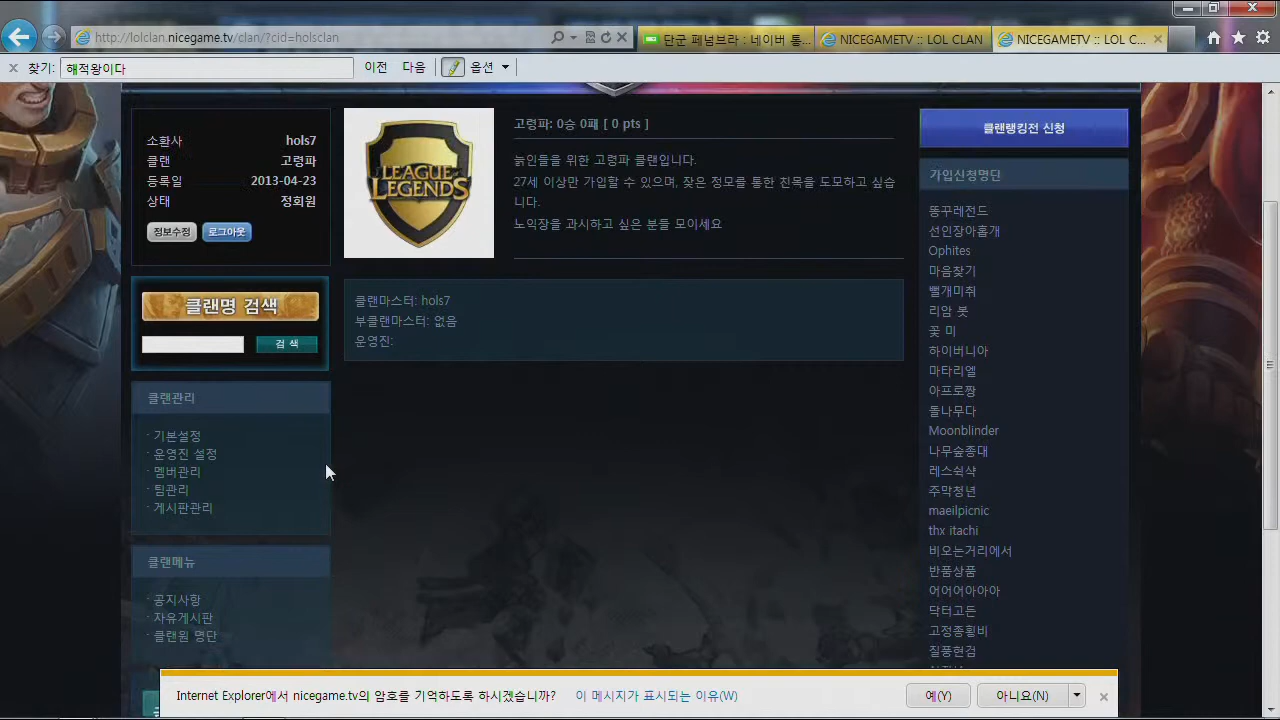 http://lolclan.nicegame.tv/clan/?cid=holsclan
단군 페넘브라 : 네이버 통...
NICEGAMETV :: LOL CLAN
NICEGAMETV :: LOL C...
찾기: 해적왕이다 이전 다음 옵션
소환사 hols7
클랜 고령파
등록일 2013-04-23
상태 정회원
정보수정 로그아웃
클랜명 검색
검 색
클랜관리
· 기본설정
· 운영진 설정
· 멤버관리
· 팀관리
· 게시판관리
클랜메뉴
· 공지사항
· 자유게시판
· 클랜원 명단
LEAGUE
LEGENDS
고령파: 0승 0패 [ 0 pts ]
늙인들을 위한 고령파 클랜입니다.
27세 이상만 가입할 수 있으며, 잦은 정모를 통한 친목을 도모하고 싶습
니다.
노익장을 과시하고 싶은 분들 모이세요
클랜마스터: hols7
부클랜마스터: 없음
운영진:
클랜랭킹전 신청
가입신청명단
똥꾸레전드
선인장아홉개
Ophites
마음찾기
뻘개미취
리암 봇
꽃 미
하이버니아
마타리엘
아프로짱
돌나무다
Moonblinder
나무숲종대
레스쉭샥
주막청년
maeilpicnic
thx itachi
비오는거리에서
반품상품
어어어아아아
닥터고든
고정종횡비
질풍현검
Internet Explorer에서 nicegame.tv의 암호를 기억하도록 하시겠습니까? 이 메시지가 표시되는 이유(W) 예(Y) 아니요(N)